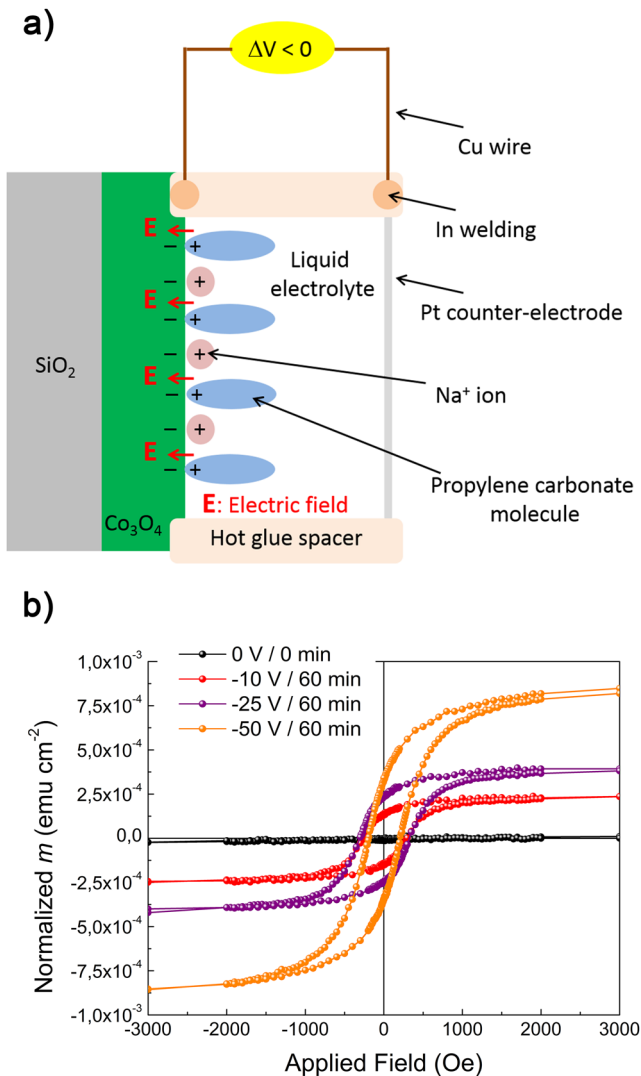 a)
ΔV < 0
Cu wire
In welding
Pt counter-electrode
Na⁺ ion
Propylene carbonate
molecule
Liquid
electrolyte
E
– +
– +
E
– +
– +
E
– +
– +
E
– +
SiO₂
Co₃O₄
E: Electric field
Hot glue spacer
b)
0 V / 0 min
-10 V / 60 min
-25 V / 60 min
-50 V / 60 min
1,0x10⁻³
7,5x10⁻⁴
5,0x10⁻⁴
2,5x10⁻⁴
0,0
-2,5x10⁻⁴
-5,0x10⁻⁴
-7,5x10⁻⁴
-1,0x10⁻³
Normalized m (emu cm⁻²)
-3000 -2000 -1000 0 1000 2000 3000
Applied Field (Oe)